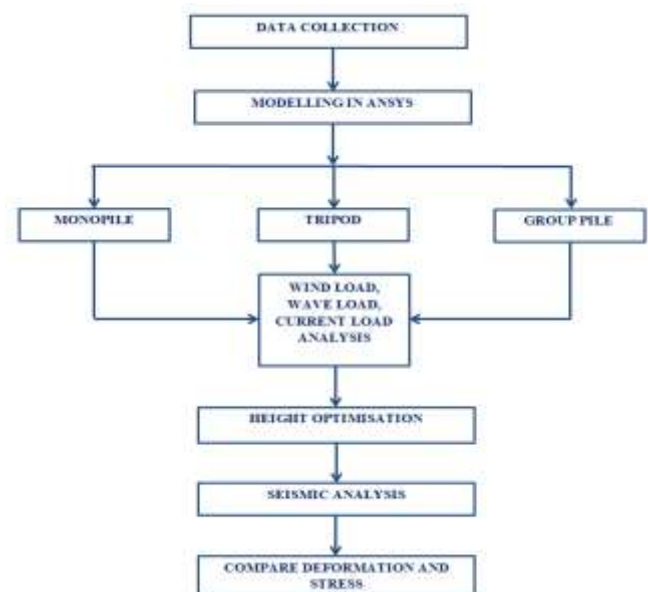 DATA COLLECTION
MODELLING IN ANSYS
MONOPILE
TRIPOD
GROUP PILE
WIND LOAD,
WAVE LOAD,
CURRENT LOAD
ANALYSIS
HEIGHT OPTIMISATION
SEISMIC ANALYSIS
COMPARE DEFORMATION AND
STRESS